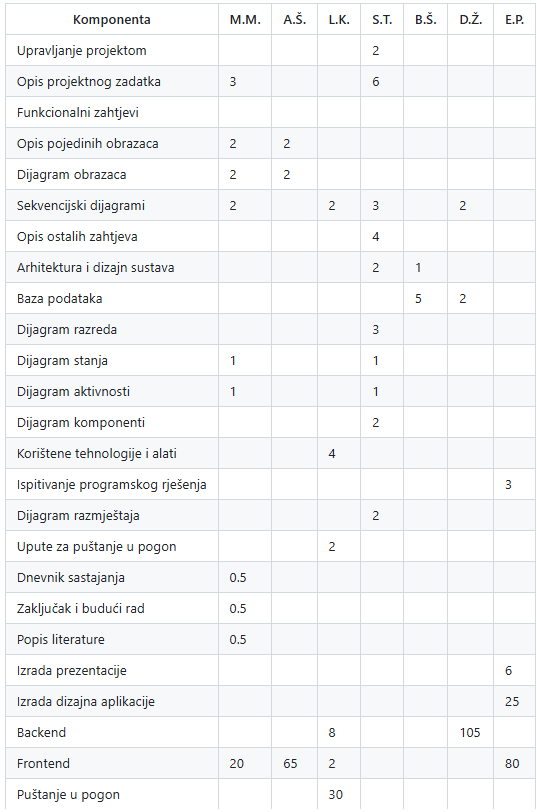 Komponenta M.M. A.Š. L.K. S.T. B.Š. D.Ž. E.P.
Upravljanje projektom 2
Opis projektnog zadatka 3 6
Funkcionalni zahtjevi
Opis pojedinih obrazaca 2 2
Dijagram obrazaca 2 2
Sekvencijski dijagrami 2 2 3 2
Opis ostalih zahtjeva 4
Arhitektura i dizajn sustava 2 1
Baza podataka 5 2
Dijagram razreda 3
Dijagram stanja 1 1
Dijagram aktivnosti 1 1
Dijagram komponenti 2
Korištene tehnologije i alati 4
Ispitivanje programskog rješenja 3
Dijagram razmještaja 2
Upute za puštanje u pogon 2
Dnevnik sastajanja 0.5
Zaključak i budući rad 0.5
Popis literature 0.5
Izrada prezentacije 6
Izrada dizajna aplikacije 25
Backend 8 105
Frontend 20 65 2 80
Puštanje u pogon 30